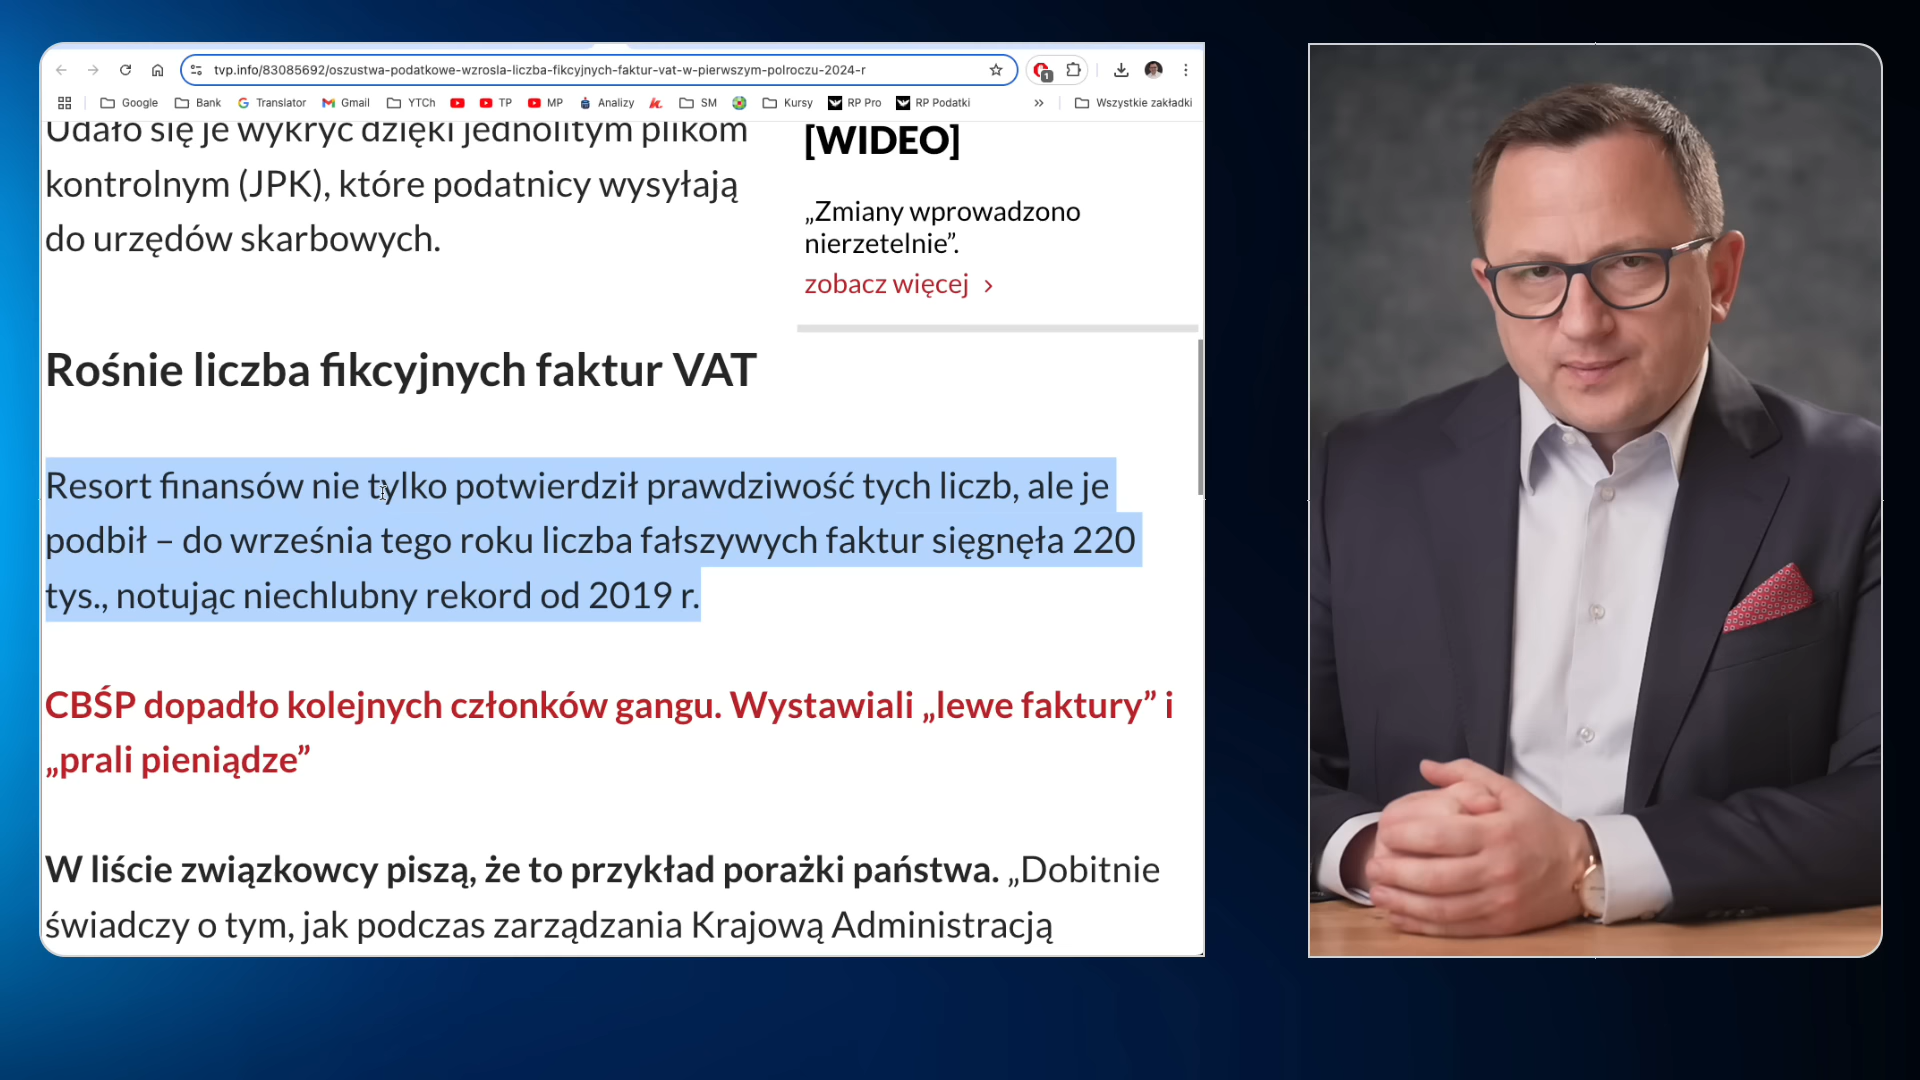 tvp.info/83085692/oszustwa-podatkowe-wzrosla-liczba-fikcyjnych-faktur-vat-w-pierwszym-polroczu-2024-r
1
Google Bank Translator Gmail YTCh TP MP Analizy SM Kursy RP Pro RP Podatki » Wszystkie zakładki
Udało się je wykryć dzięki jednolitym plikom
kontrolnym (JPK), które podatnicy wysyłają
do urzędów skarbowych.
[WIDEO]
„Zmiany wprowadzono
nierzetelnie”.
zobacz więcej ›
Rośnie liczba fikcyjnych faktur VAT
Resort finansów nie tylko potwierdził prawdziwość tych liczb, ale je
podbił – do września tego roku liczba fałszywych faktur sięgnęła 220
tys., notując niechlubny rekord od 2019 r.
CBŚP dopadło kolejnych członków gangu. Wystawiali „lewe faktury” i
„prali pieniądze”
W liście związkowcy piszą, że to przykład porażki państwa. „Dobitnie
świadczy o tym, jak podczas zarządzania Krajową Administracją